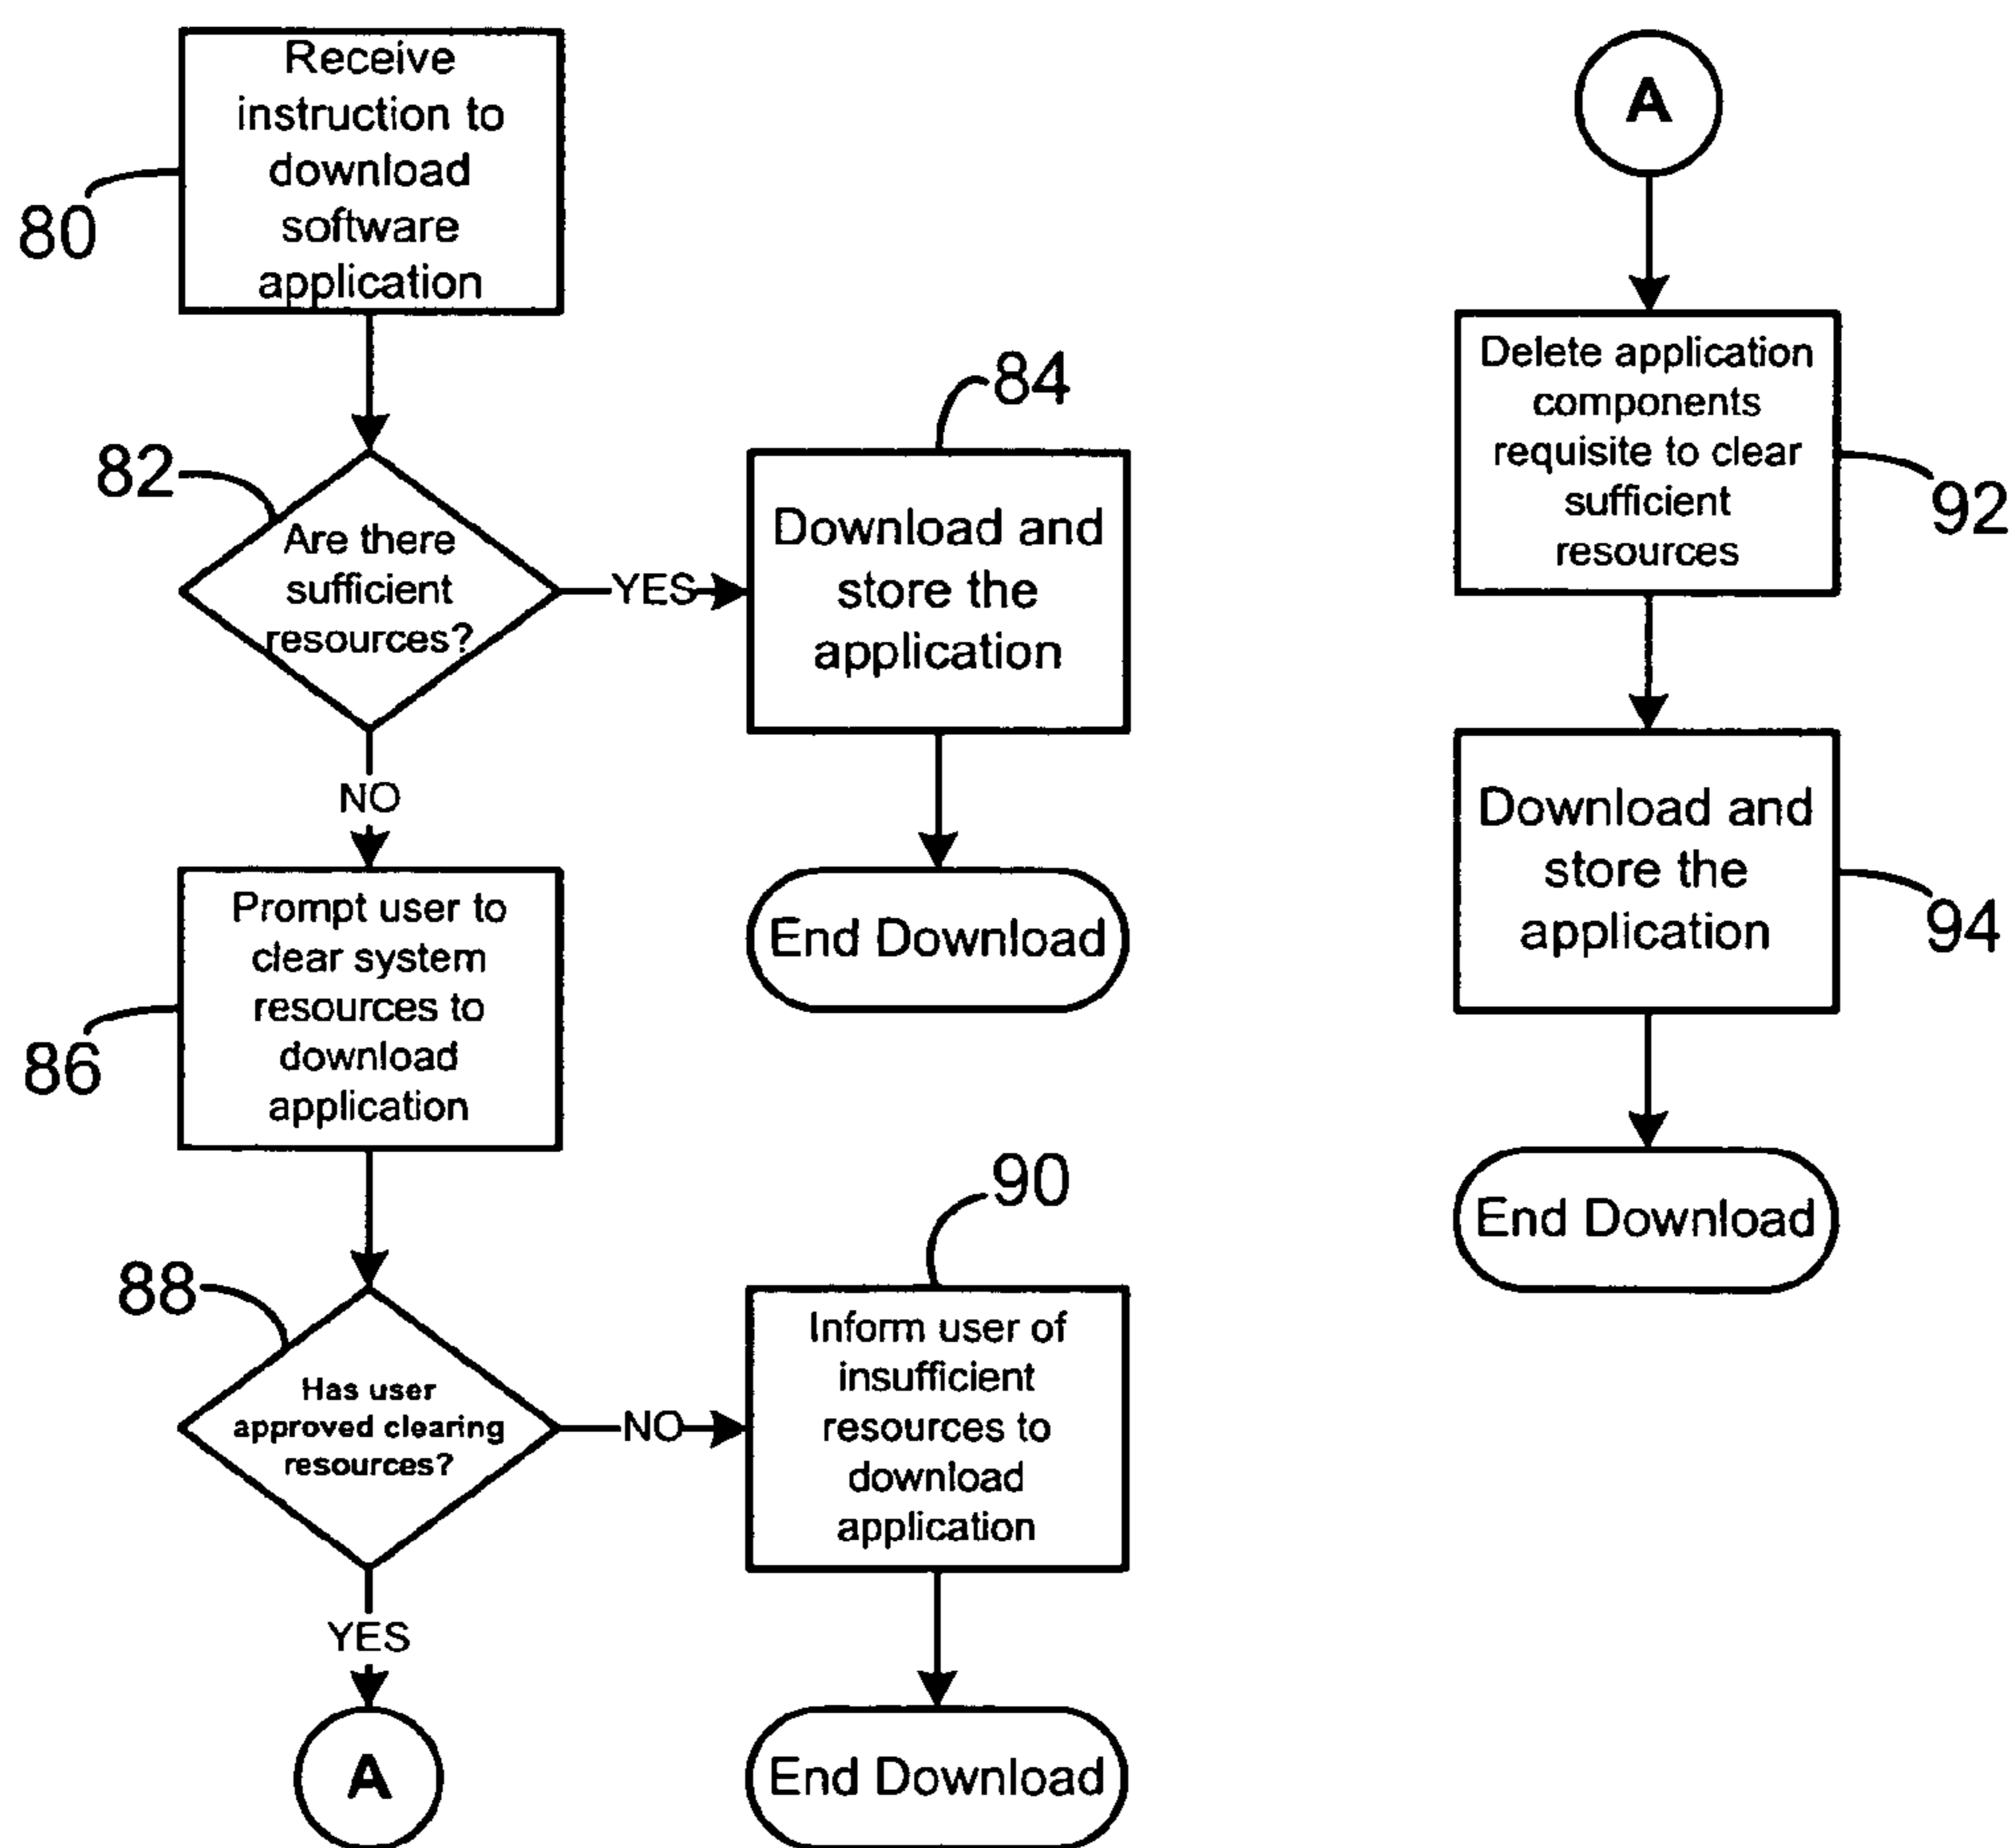 Receive
instruction to
download
software
application
80
82
Are there
sufficient
resources?
YES
84
Download and
store the
application
End Download
NO
Prompt user to
clear system
resources to
download
application
86
88
Has user
approved clearing
resources?
NO
90
Inform user of
insufficient
resources to
download
application
End Download
YES
A
A
Delete application
components
requisite to clear
sufficient
resources
92
Download and
store the
application
94
End Download